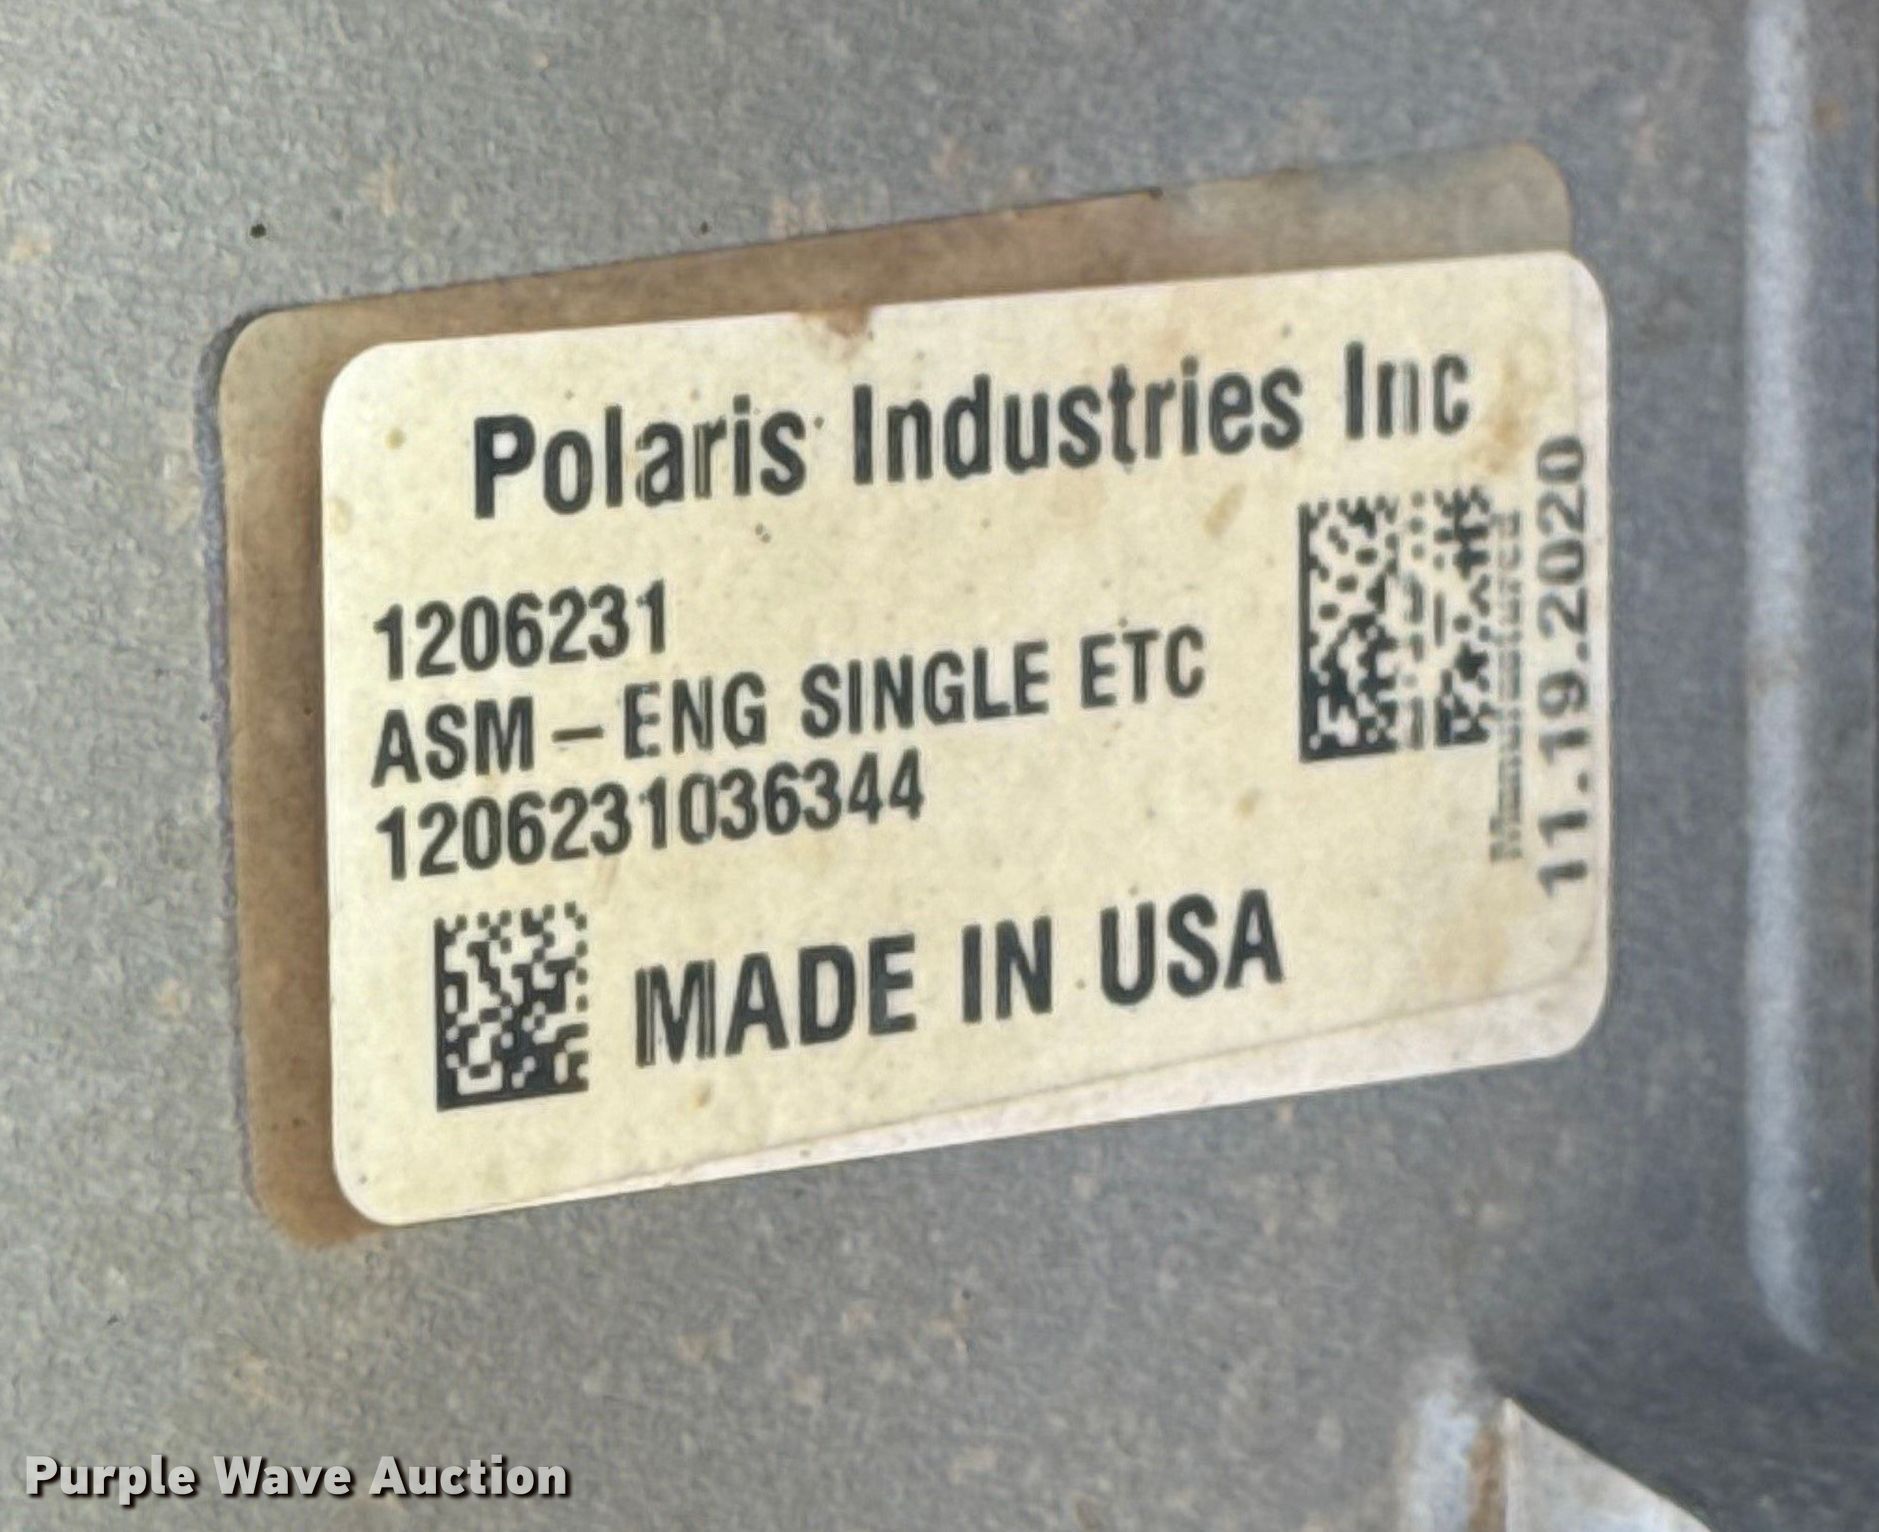 Polaris Industries Inc
1206231
ASM – ENG SINGLE ETC
1206231036344
MADE IN USA
11.19.2020
Purple Wave Auction